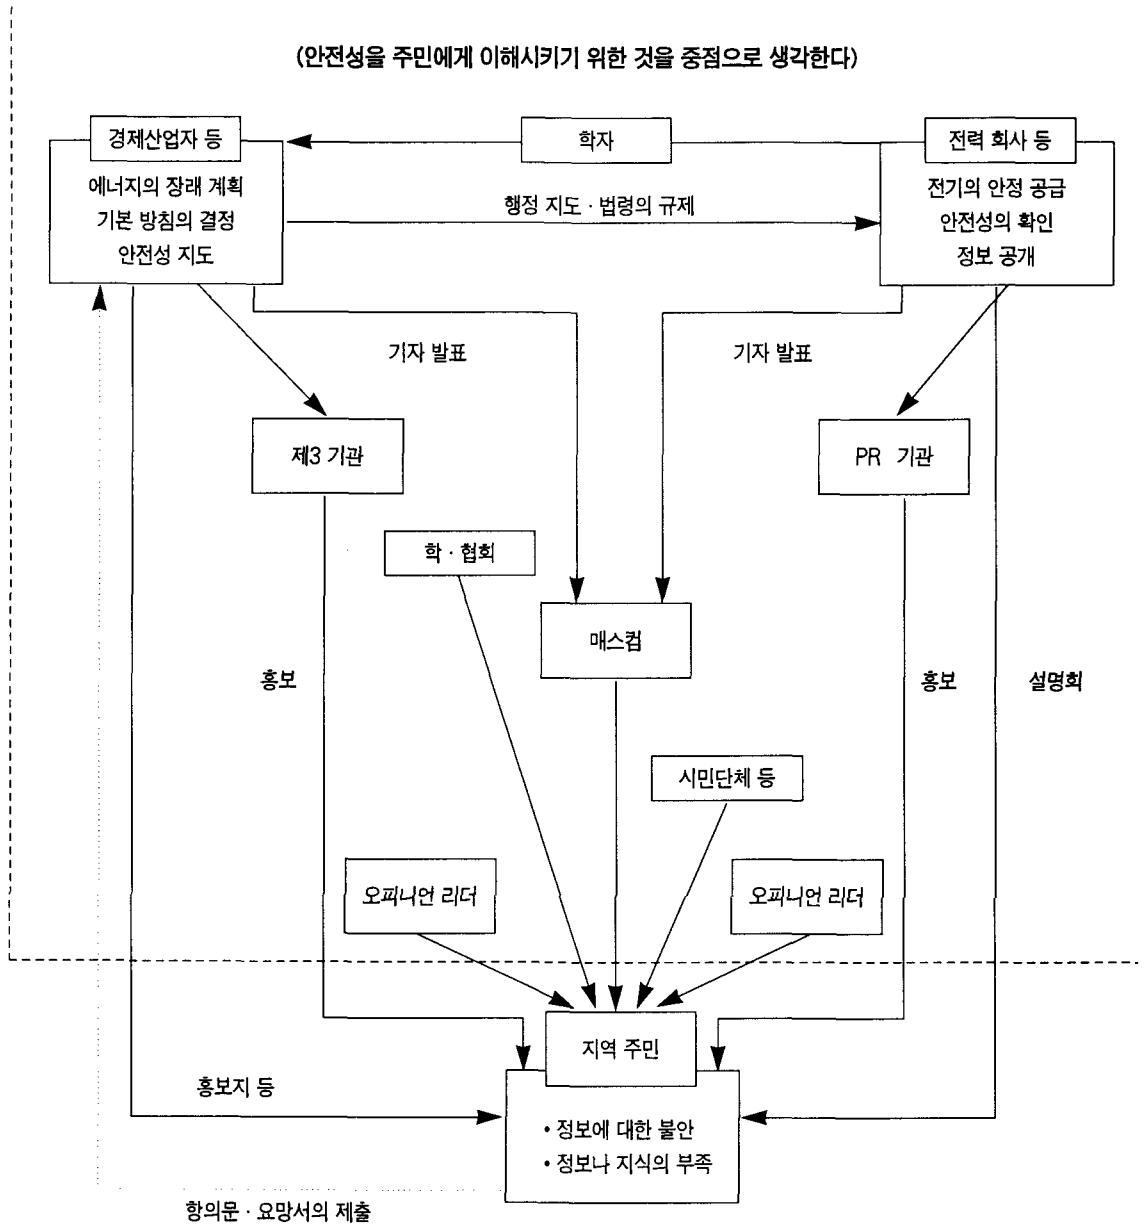 (안전성을 주민에게 이해시키기 위한 것을 중점으로 생각한다)
경제산업자 등
학자
전력 회사 등
에너지의 장래 계획
기본 방침의 결정
안전성 지도
행정 지도 · 법령의 규제
전기의 안정 공급
안전성의 확인
정보 공개
기자 발표
기자 발표
제3 기관
PR 기관
학 · 협회
매스컴
홍보
홍보
설명회
시민단체 등
오피니언 리더
오피니언 리더
지역 주민
홍보지 등
• 정보에 대한 불안
• 정보나 지식의 부족
항의문 · 요망서의 제출